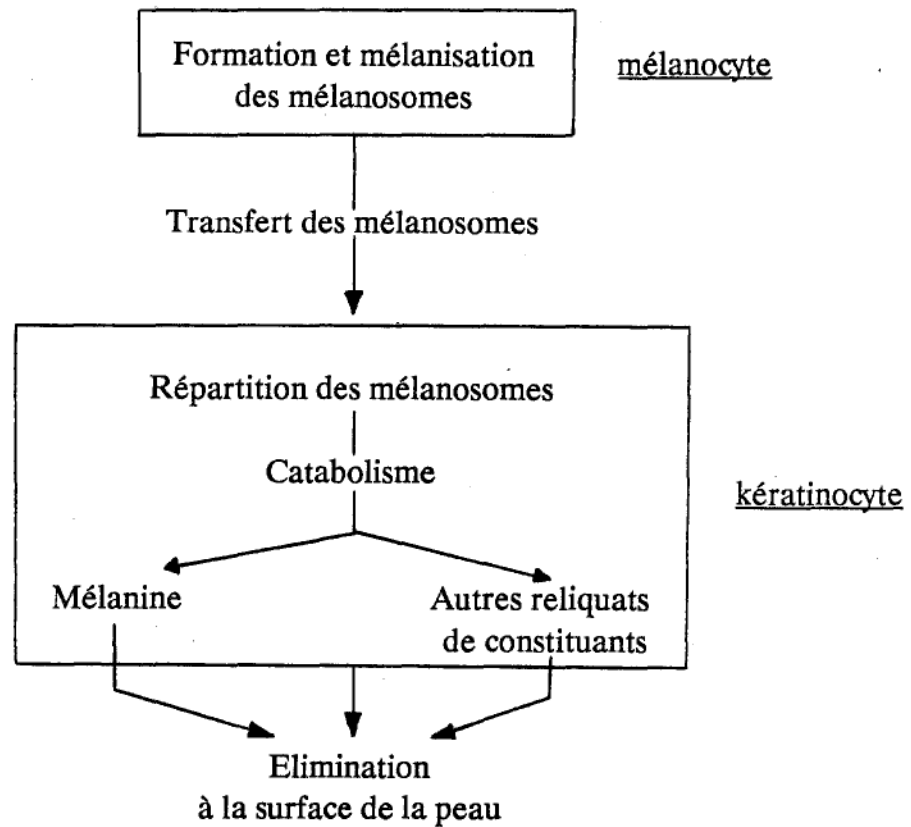 Formation et mélanisation
des mélanosomes
mélanocyte
Transfert des mélanosomes
Répartition des mélanosomes
Catabolisme
kératinocyte
Mélanine
Autres reliquats
de constituants
Elimination
à la surface de la peau